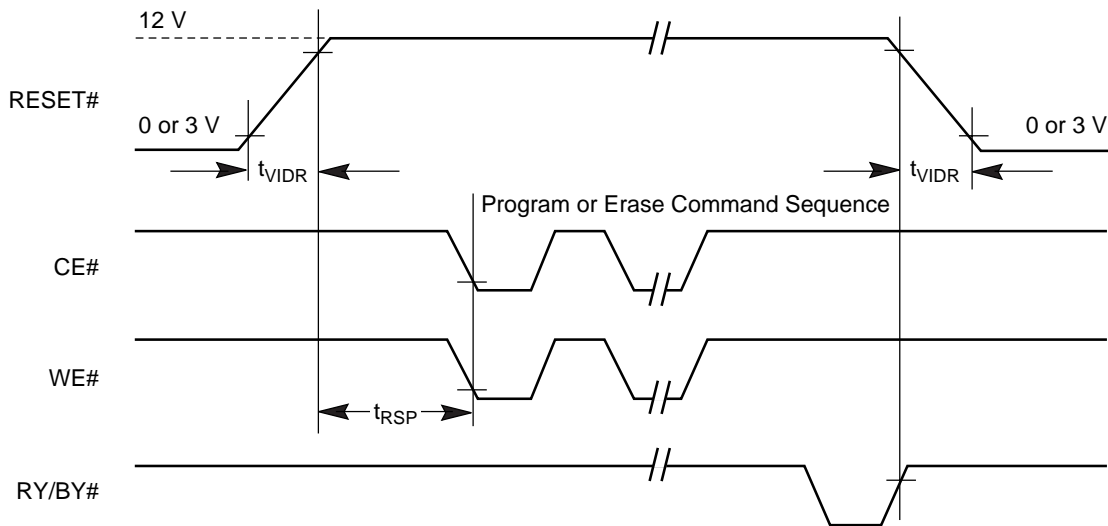 12 V
RESET#
0 or 3 V
0 or 3 V
tVIDR
tVIDR
Program or Erase Command Sequence
CE#
WE#
tRSP
RY/BY#